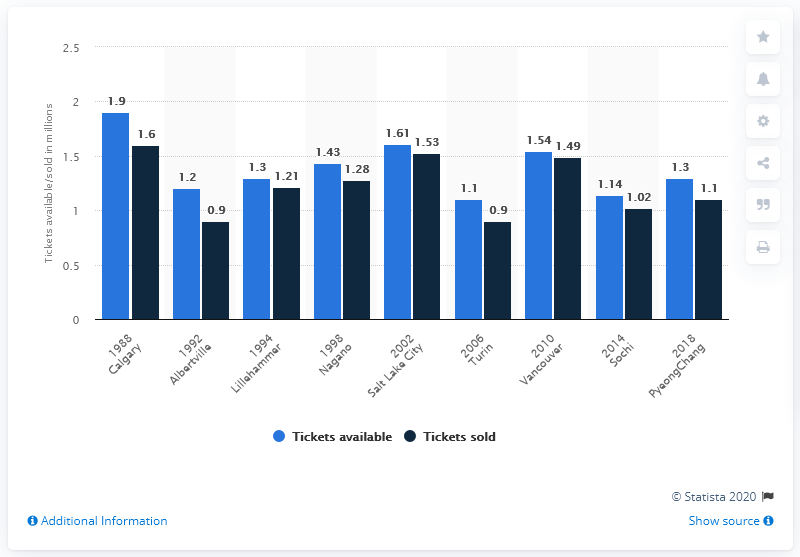 2.5
2
1.5
1
0.5
0
Tickets available/sold in millions
1.9
1.6
1.2
0.9
1.3
1.21
1.43
1.28
1.61
1.53
1.1
0.9
1.54
1.49
1.14
1.02
1.3
1.1
1988
Calgary
1992
Albertville
1994
Lillehammer
1998
Nagano
2002
Salt Lake City
2006
Turin
2010
Vancouver
2014
Sochi
2018
PyeongChang
Tickets available
Tickets sold
© Statista 2020
Additional Information
Show source